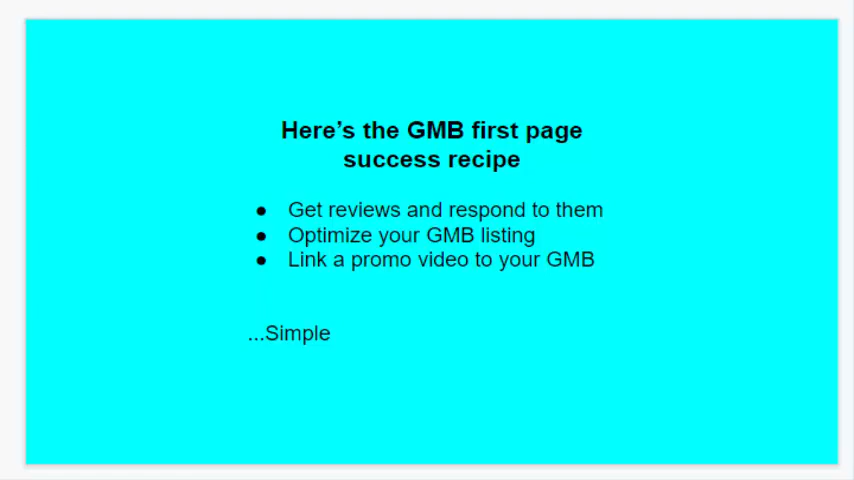 Here’s the GMB first page
success recipe
● Get reviews and respond to them
● Optimize your GMB listing
● Link a promo video to your GMB
...Simple